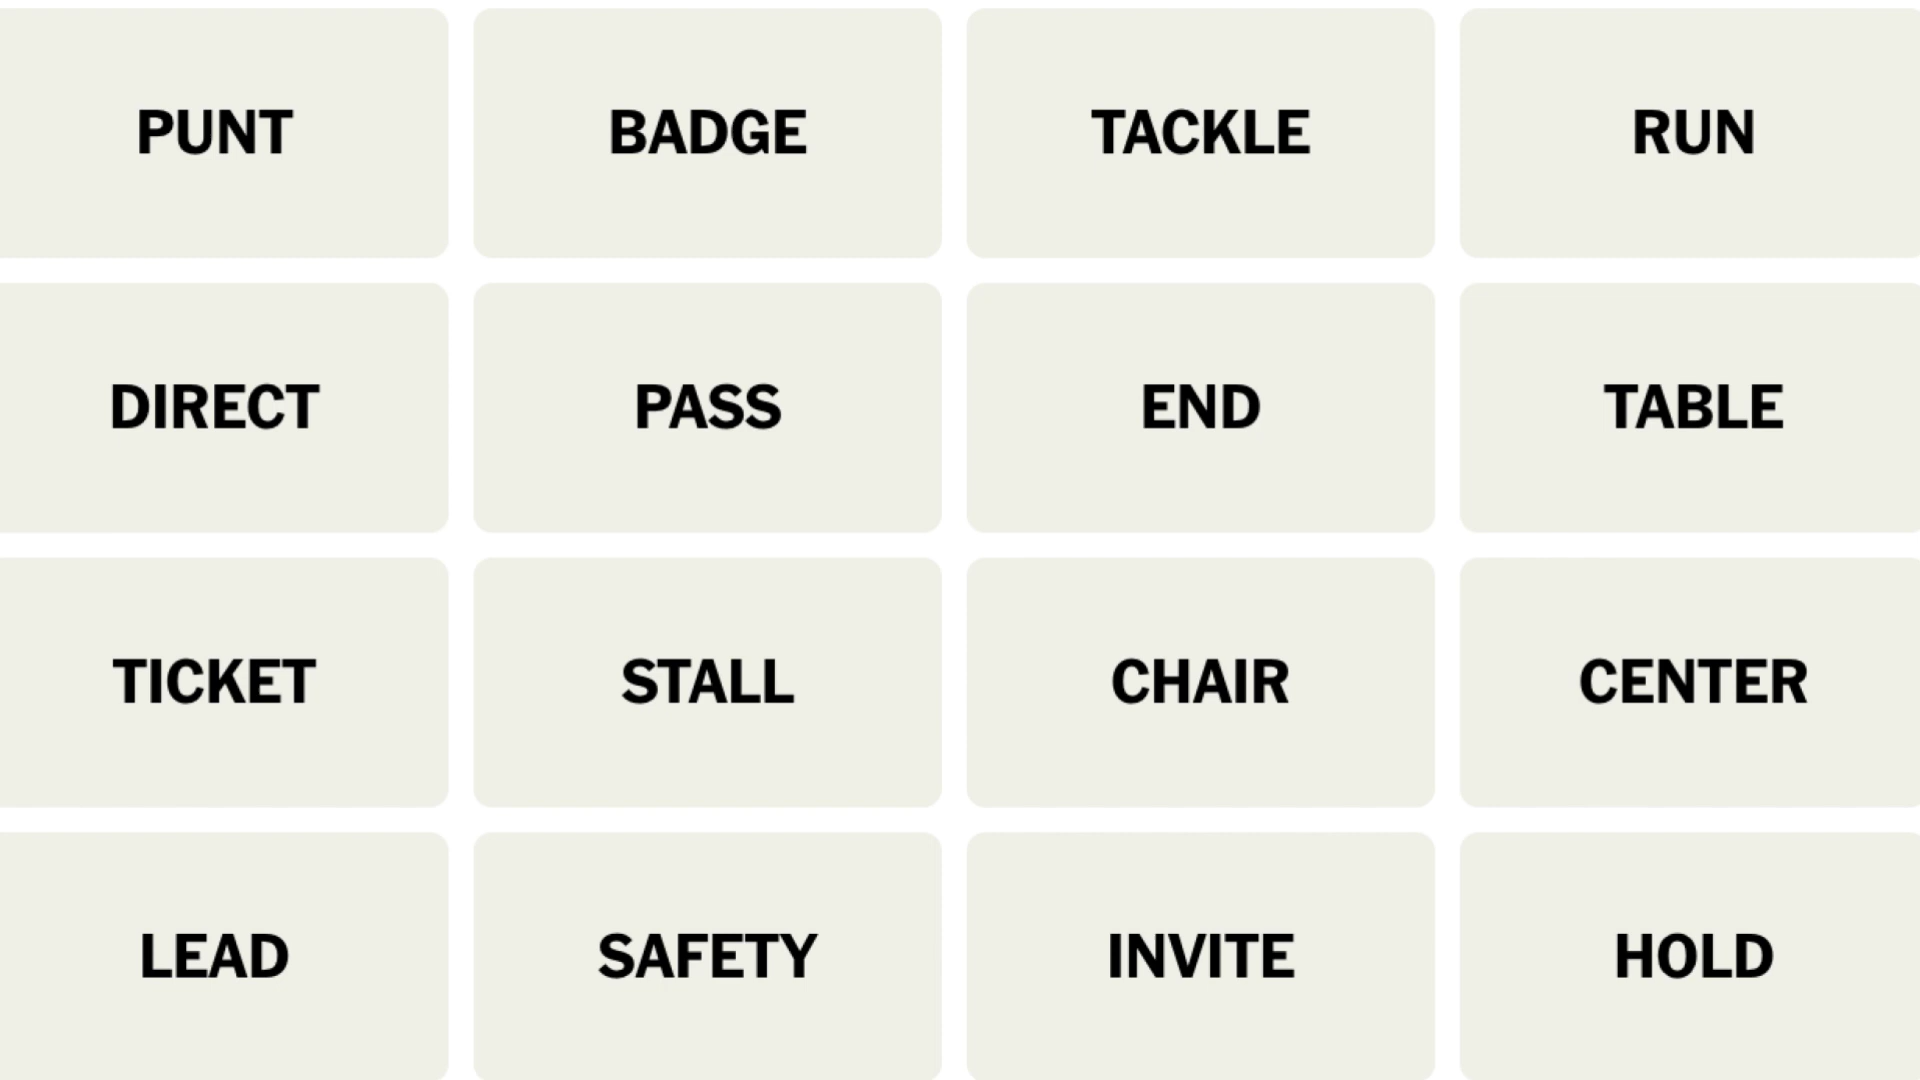 PUNT BADGE TACKLE RUN
DIRECT PASS END TABLE
TICKET STALL CHAIR CENTER
LEAD SAFETY INVITE HOLD